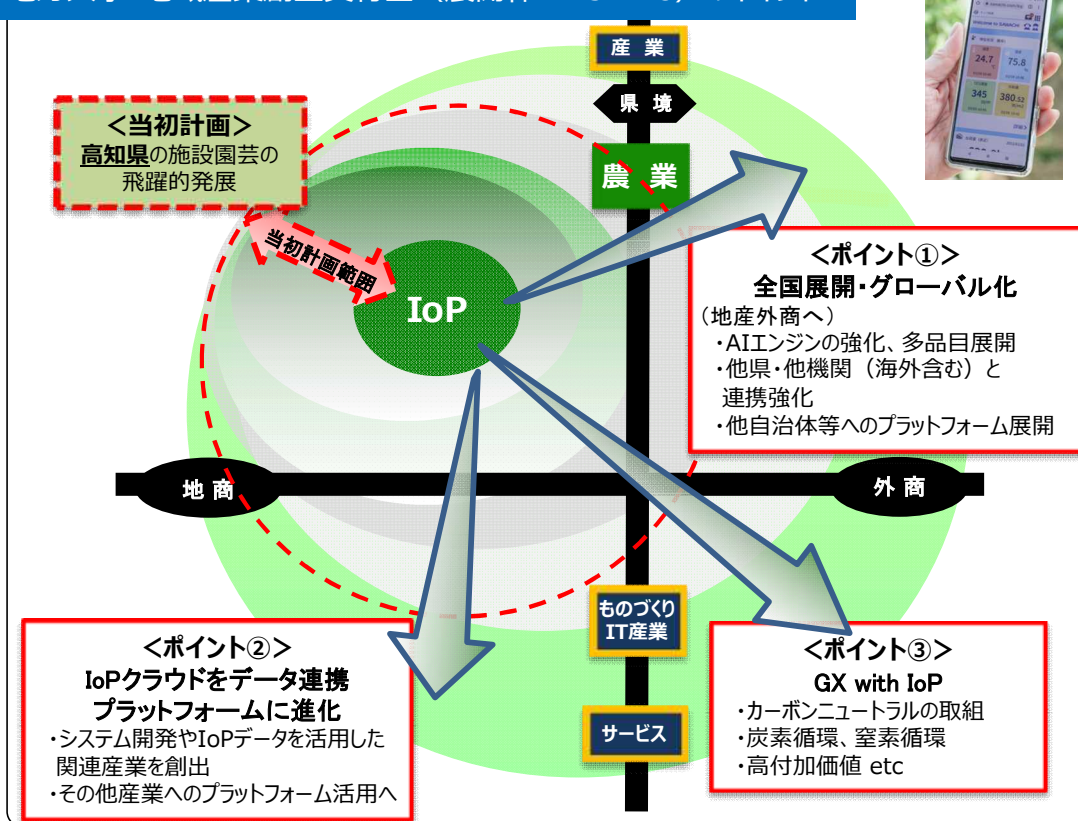 産 業
県 境
農 業
<当初計画>
高知県の施設園芸の
飛躍的発展
当初計画範囲
IoP
24.7
75.8
345
380.53
<ポイント①>
全国展開・グローバル化
(地産外商へ)
・AIエンジンの強化、多品目展開
・他県・他機関（海外含む）と
連携強化
・他自治体等へのプラットフォーム展開
地 商
外 商
ものづくり
IT産業
サービス
<ポイント②>
IoPクラウドをデータ連携
プラットフォームに進化
・システム開発やIoPデータを活用した
関連産業を創出
・その他産業へのプラットフォーム活用へ
<ポイント③>
GX with IoP
・カーボンニュートラルの取組
・炭素循環、窒素循環
・高付加価値 etc